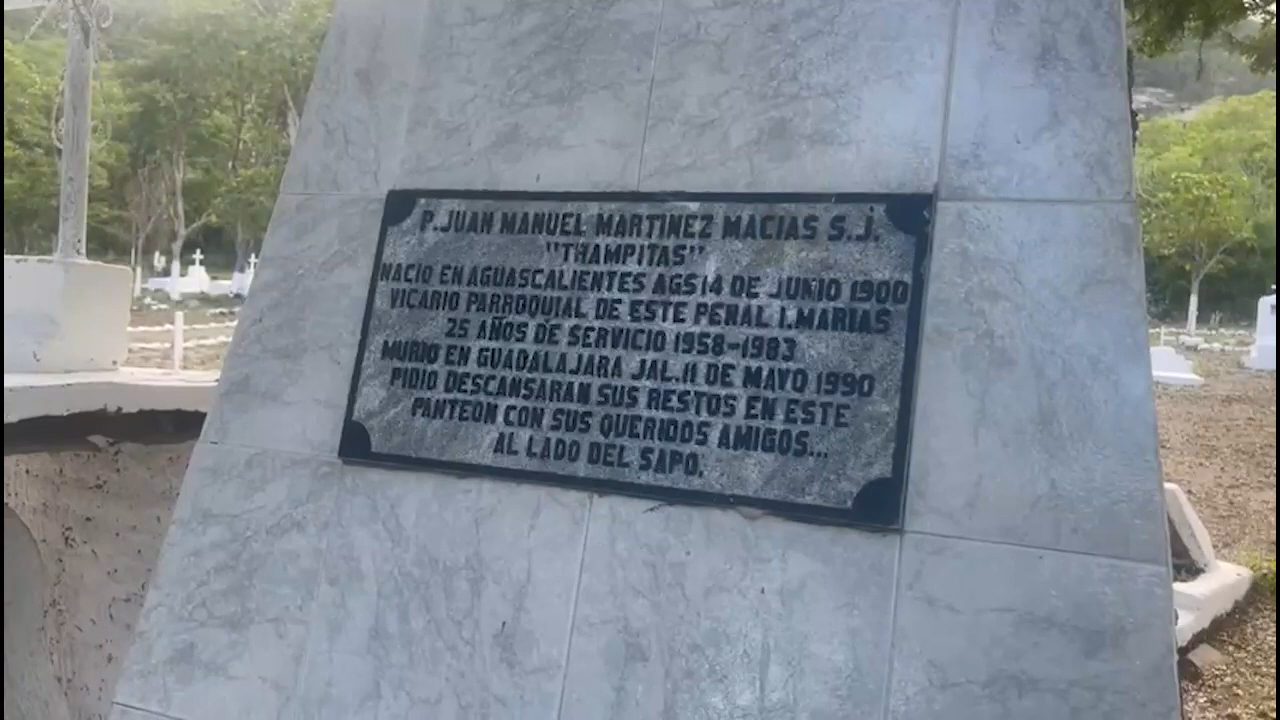 P.JUAN MANUEL MARTINEZ MACIAS S.J.
"THAMPITAS"
NACIO EN AGUASCALIENTES AGS 14 DE JUNIO 1900
VICARIO PARROQUIAL DE ESTE PENAL I.MARIAS
25 AÑOS DE SERVICIO 1958-1983
MURIO EN GUADALAJARA JAL.11 DE MAYO 1990
PIDIO DESCANSARAN SUS RESTOS EN ESTE
PANTEON CON SUS QUERIDOS AMIGOS...
AL LADO DEL SAPO.